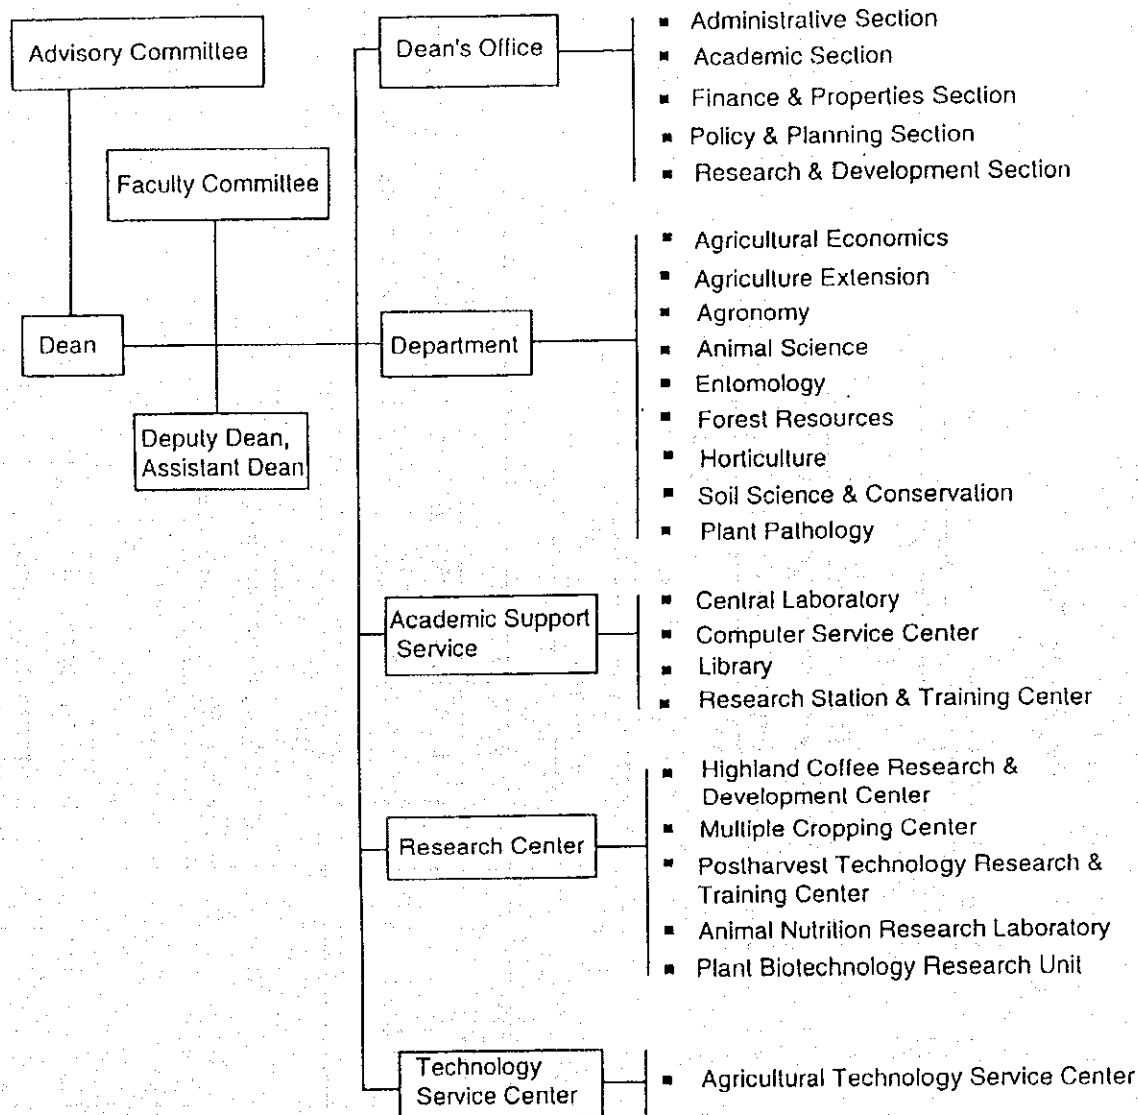 Advisory Committee
Faculty Committee
Dean
Deputy Dean,
Assistant Dean
Dean's Office
■ Administrative Section
■ Academic Section
■ Finance & Properties Section
■ Policy & Planning Section
■ Research & Development Section
Department
■ Agricultural Economics
■ Agriculture Extension
■ Agronomy
■ Animal Science
■ Entomology
■ Forest Resources
■ Horticulture
■ Soil Science & Conservation
■ Plant Pathology
Academic Support
Service
■ Central Laboratory
■ Computer Service Center
■ Library
■ Research Station & Training Center
Research Center
■ Highland Coffee Research &
Development Center
■ Multiple Cropping Center
■ Postharvest Technology Research &
Training Center
■ Animal Nutrition Research Laboratory
■ Plant Biotechnology Research Unit
Technology
Service Center
■ Agricultural Technology Service Center